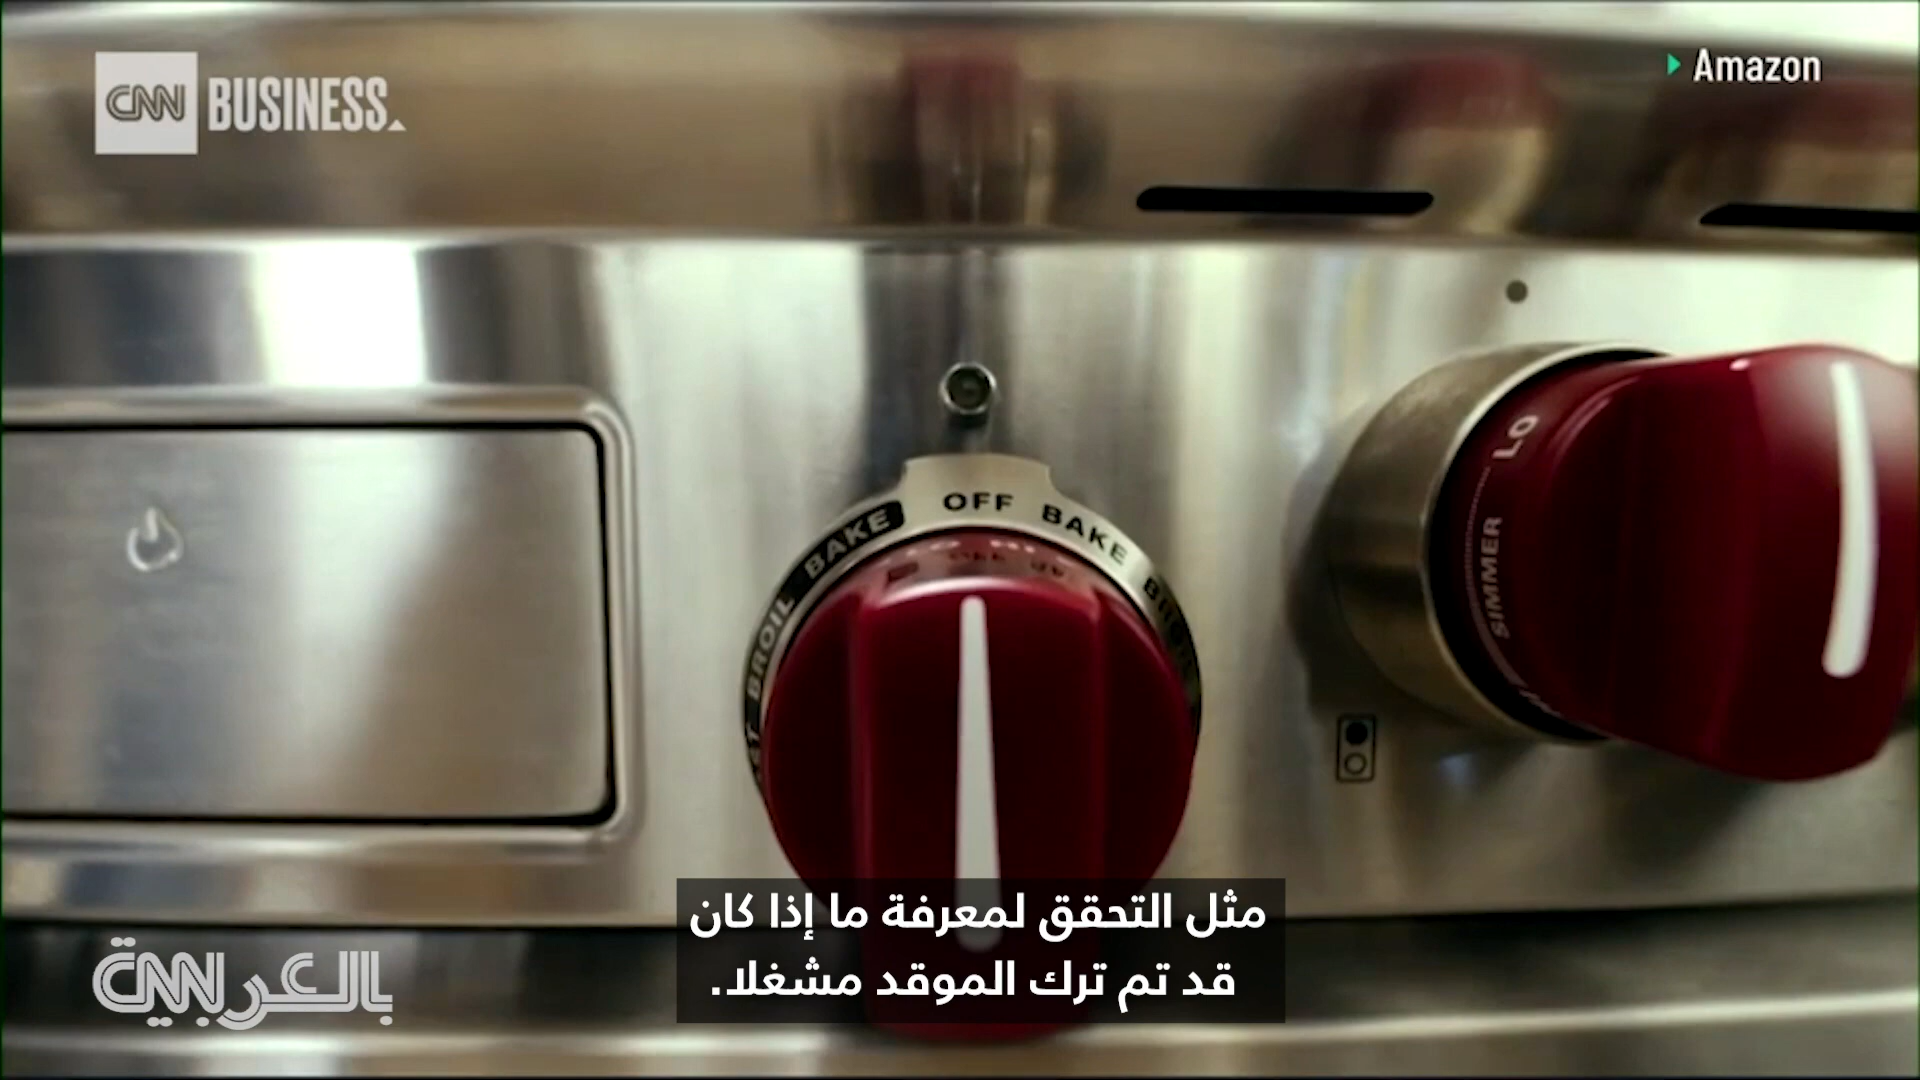 CNN BUSINESS
Amazon
OFF
BAKE
BAKE
BROIL
LO
SIMMER
مثل التحقق لمعرفة ما إذا كان
قد تم ترك الموقد مشغلا.
CNN بالعربية